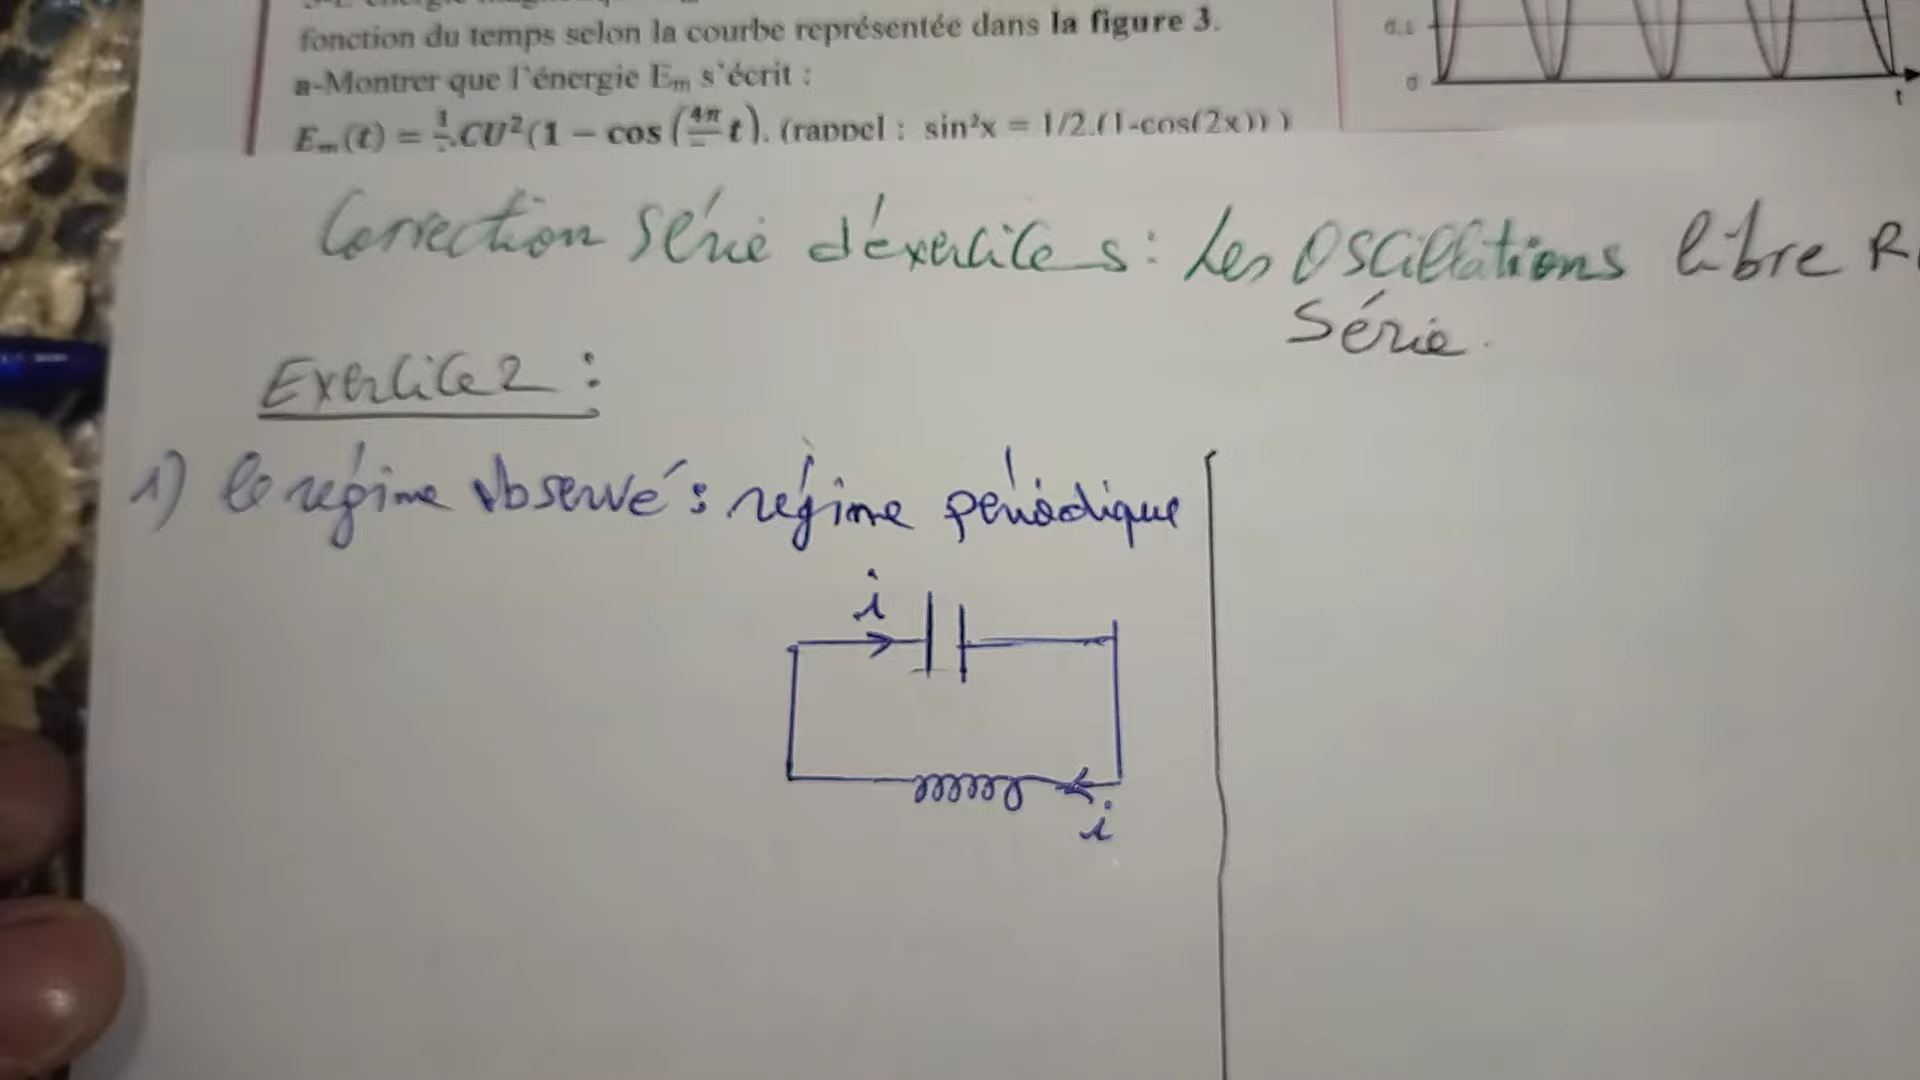 fonction du temps selon la courbe représentée dans la figure 3.
a-Montrer que l'énergie Em s'écrit :
Em(t) = CU²(1 − cos(4π t). (rappel : sin²x = 1/2.(1-cos(2x)) )
0
t
Correction série d'exercices : Les Oscillations libre
Série.
Exercice 2 :
1) le régime observé : régime périodique
i
i